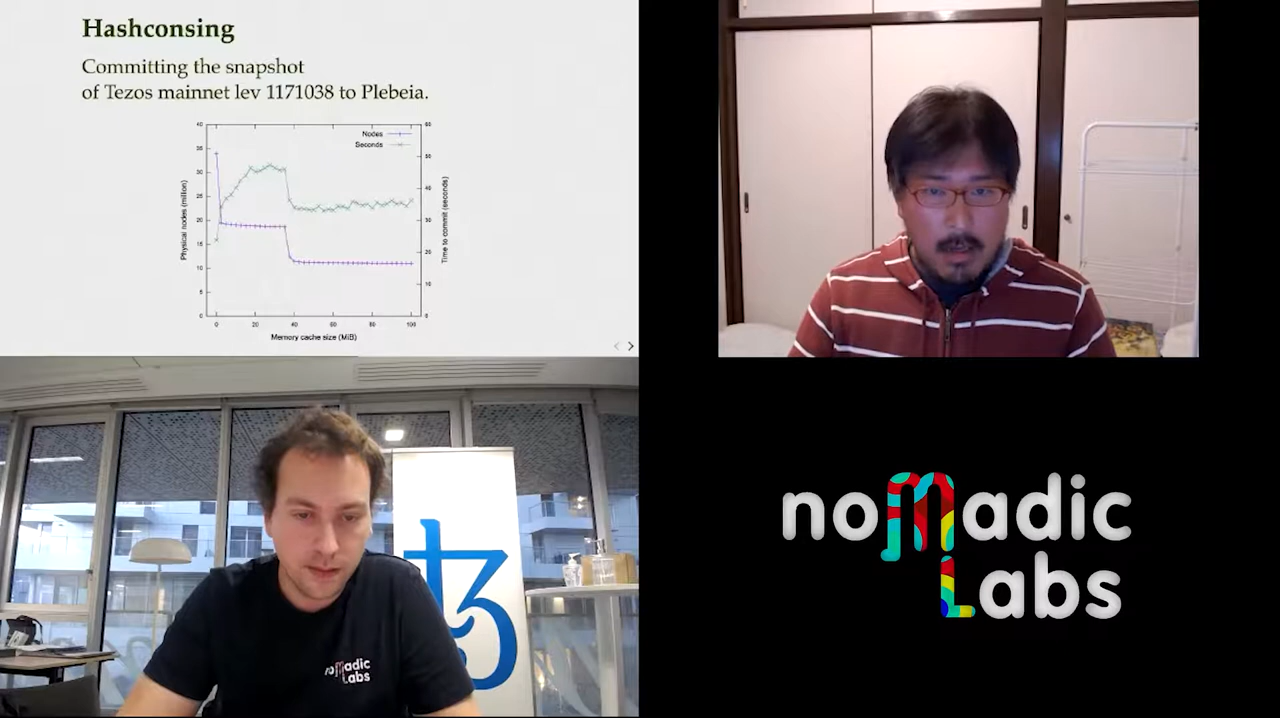 Hashconsing
Committing the snapshot
of Tezos mainnet lev 1171038 to Plebeia.
Nodes
Seconds
40
35
30
25
20
15
10
5
0
60
50
40
30
20
10
0
Physical nodes (million)
Time to commit (seconds)
0 20 40 60 80 100
Memory cache size (MiB)
noMadic
Labs
noMadic
Labs